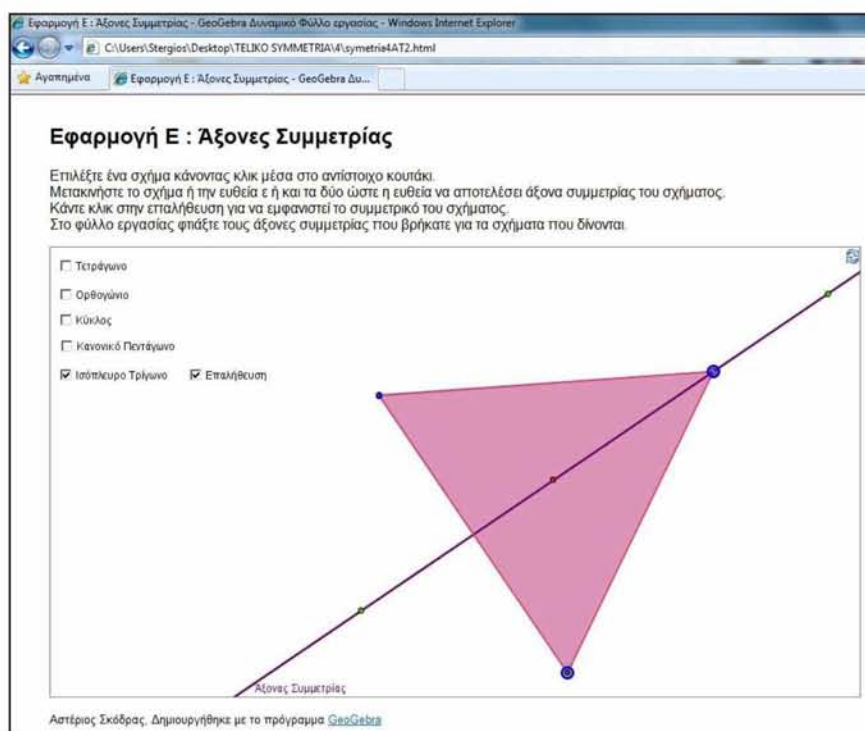 Εφαρμογή Ε : Άξονες Συμμετρίας - GeoGebra Δυναμικό Φύλλο εργασίας - Windows Internet Explorer
C:\Users\Stergios\Desktop\TELIKO SYMMETRIA\4\symetria4AT2.html
Αγαπημένα Εφαρμογή Ε : Άξονες Συμμετρίας - GeoGebra Δυ...
Εφαρμογή Ε : Άξονες Συμμετρίας
Επιλέξτε ένα σχήμα κάνοντας κλικ μέσα στο αντίστοιχο κουτάκι.
Μετακινήστε το σχήμα ή την ευθεία ε ή και τα δύο ώστε η ευθεία να αποτελέσει άξονα συμμετρίας του σχήματος.
Κάντε κλικ στην επαλήθευση για να εμφανιστεί το συμμετρικό του σχήματος.
Στο φύλλο εργασίας φτιάξτε τους άξονες συμμετρίας που βρήκατε για τα σχήματα που δίνονται.
Τετράγωνο
Ορθογώνιο
Κύκλος
Κανονικό Πεντάγωνο
Ισόπλευρο Τρίγωνο Επαλήθευση
Άξονας Συμμετρίας
Αστέριος Σκόδρας, Δημιουργήθηκε με το πρόγραμμα GeoGebra